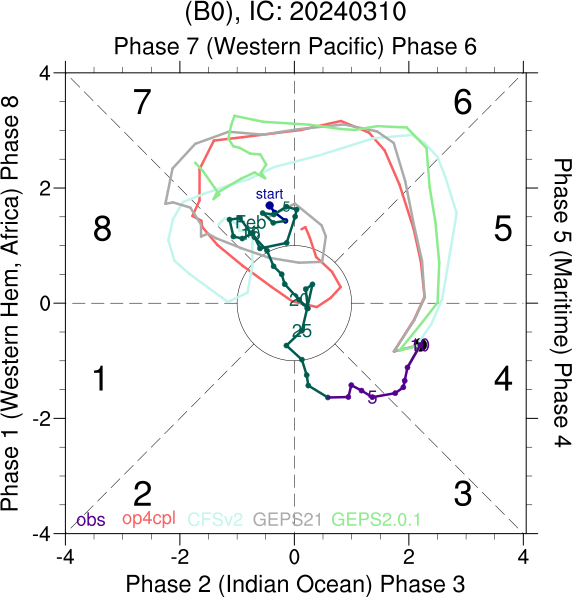 (B0), IC: 20240310
Phase 7 (Western Pacific) Phase 6
Phase 1 (Western Hem, Africa) Phase 8
Phase 5 (Maritime) Phase 4
4
2
0
-2
-4
7
6
8
5
1
4
2
3
start
5
Feb
20
25
5
10
obs op4cpl CFSv2 GEPS21 GEPS2.0.1
-4 -2 0 2 4
Phase 2 (Indian Ocean) Phase 3